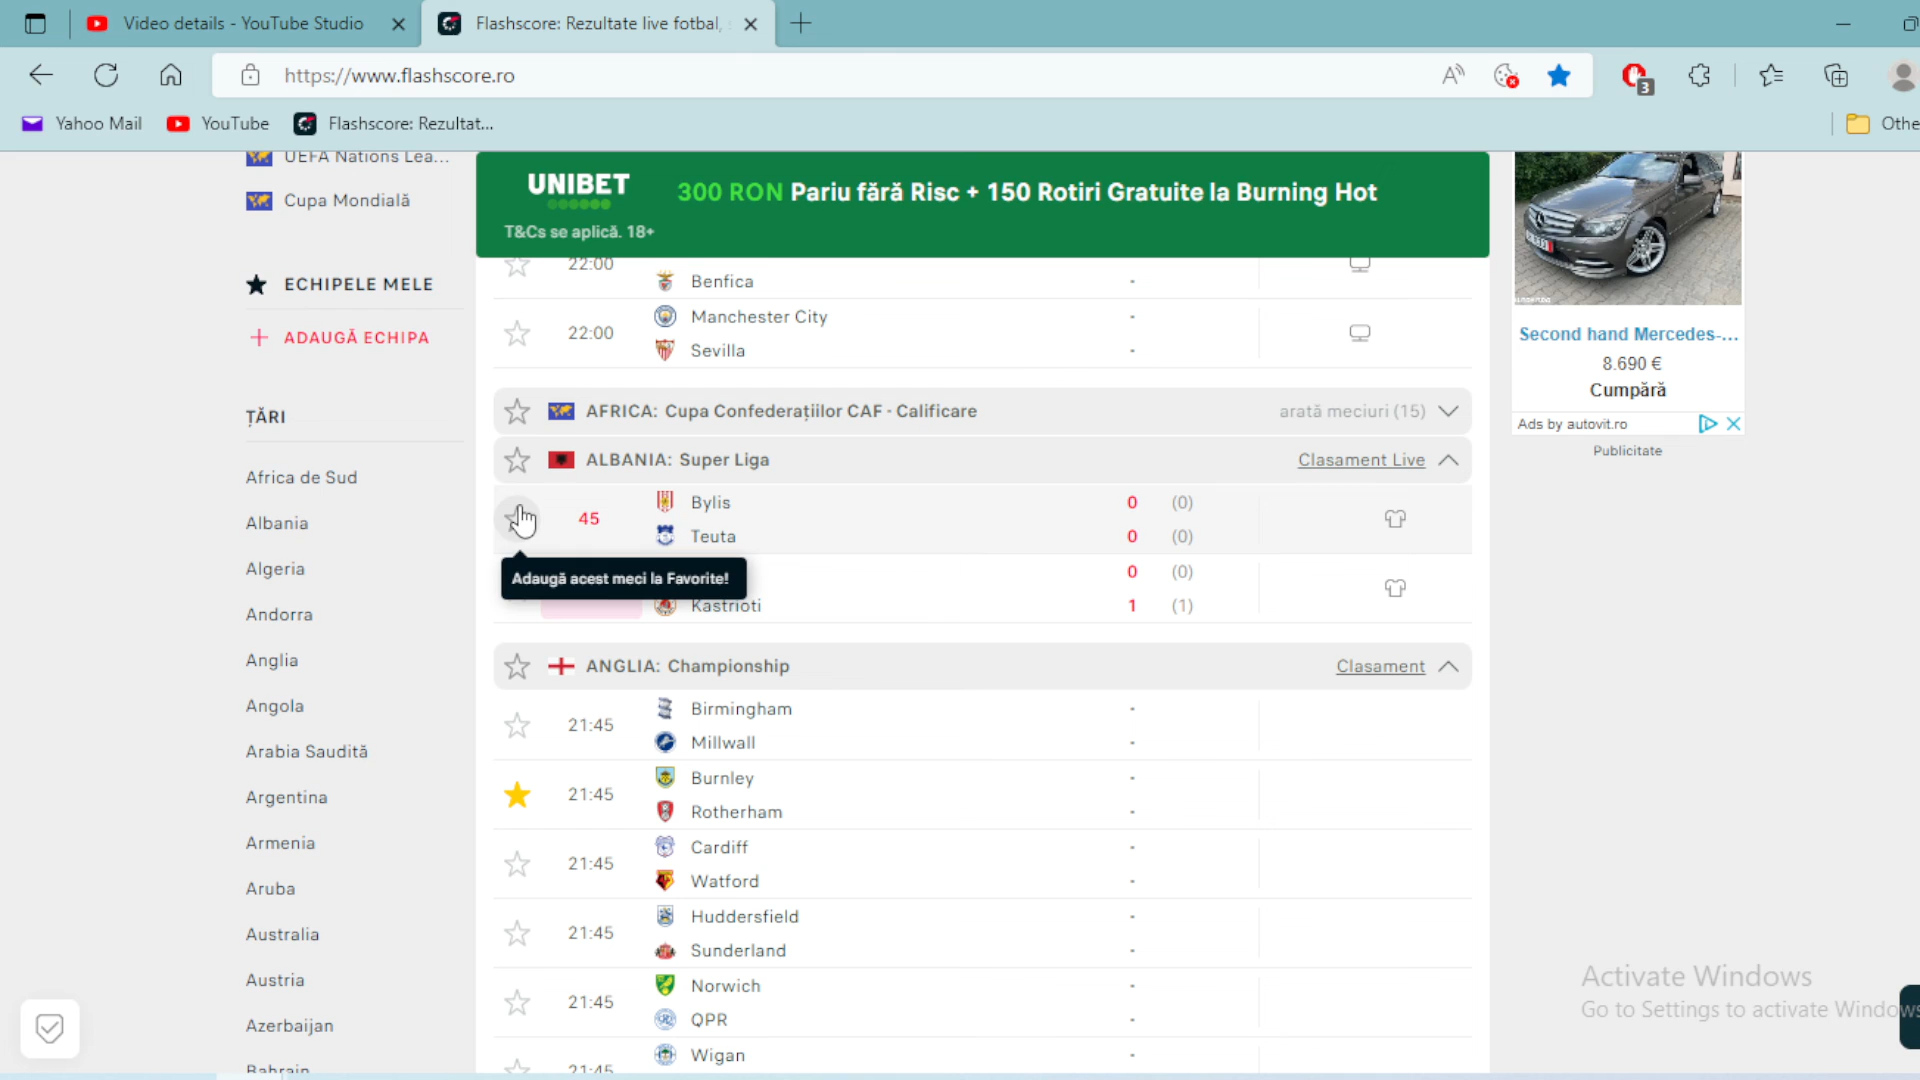 Video details - YouTube Studio
Flashscore: Rezultate live fotbal,
https://www.flashscore.ro
3
Yahoo Mail
YouTube
Flashscore: Rezultat...
Othe
UEFA Nations Lea...
Cupa Mondială
ECHIPELE MELE
ADAUGĂ ECHIPA
ȚĂRI
Africa de Sud
Albania
Algeria
Andorra
Anglia
Angola
Arabia Saudită
Argentina
Armenia
Aruba
Australia
Austria
Azerbaijan
Bahrain
UNIBET
300 RON Pariu fără Risc + 150 Rotiri Gratuite la Burning Hot
T&Cs se aplică. 18+
22:00
Benfica -
22:00
Manchester City -
Sevilla -
AFRICA: Cupa Confederațiilor CAF - Calificare arată meciuri (15)
ALBANIA: Super Liga Clasament Live
45
Bylis 0 (0)
Teuta 0 (0)
Adaugă acest meci la Favorite!
0 (0)
Kastrioti 1 (1)
ANGLIA: Championship Clasament
21:45
Birmingham -
Millwall -
21:45
Burnley -
Rotherham -
21:45
Cardiff -
Watford -
21:45
Huddersfield -
Sunderland -
21:45
Norwich -
QPR -
21:45
Wigan -
Second hand Mercedes-...
8.690 €
Cumpără
Ads by autovit.ro
Publicitate
Activate Windows
Go to Settings to activate Windows